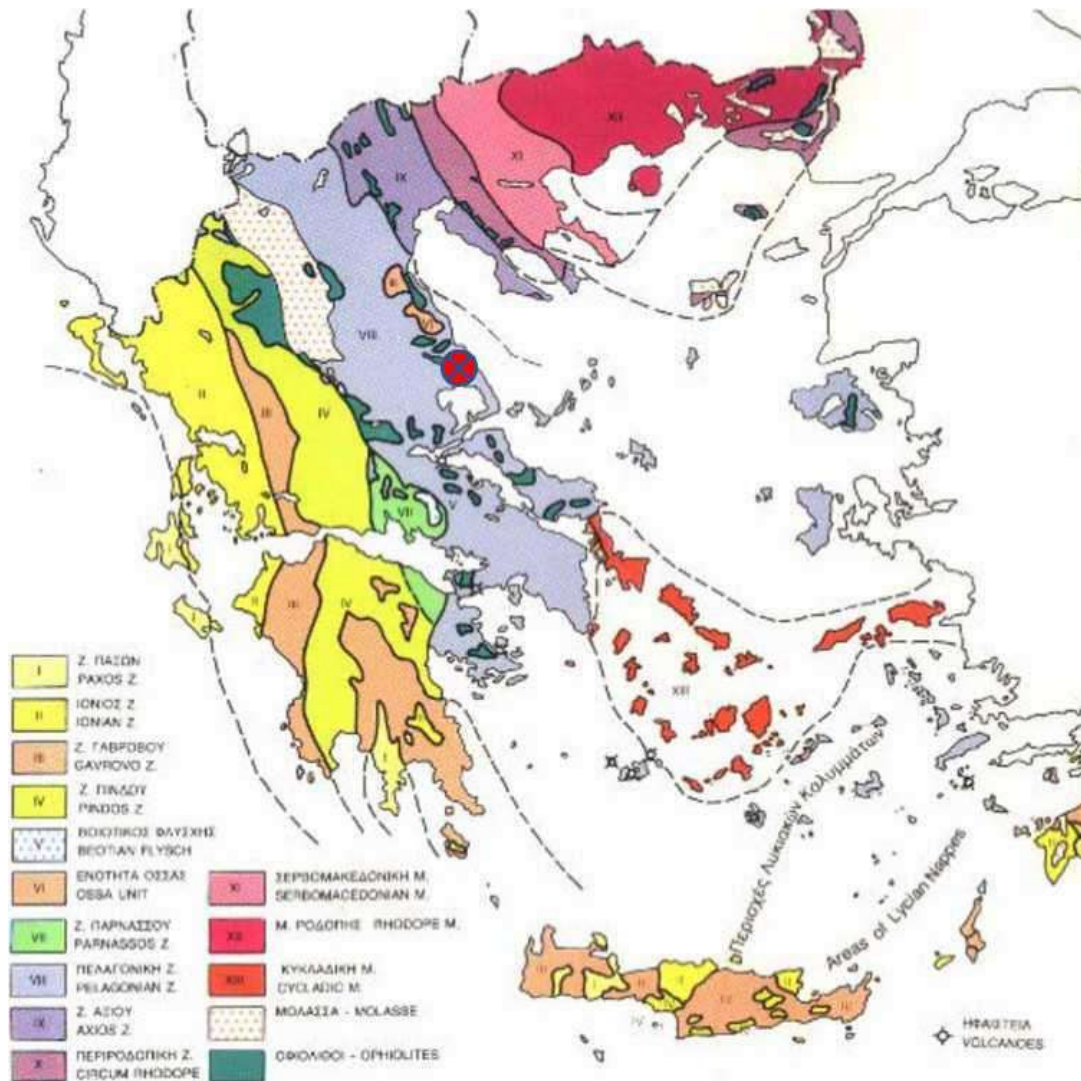 XII
XI
IX
VI
VIII
II
III
IV
VII
V
II
III
IV
I
XIII
Περιοχές Λυκιακών Καλυμμάτων
Areas of Lycian Nappes
I
Z. ΠΑΞΩΝ
PAXOS Z.
II
ΙΟΝΙΟΣ Ζ.
IONIAN Z.
III
Ζ. ΓΑΒΡΟΒΟΥ
GAVROVO Z.
IV
Ζ. ΠΙΝΔΟΥ
PINDOS Z.
V
ΒΟΙΩΤΙΚΟΣ ΦΛΥΣΧΗΣ
BEOTIAN FLYSCH
VI
ΕΝΟΤΗΤΑ ΟΣΣΑΣ
OSSA UNIT
VII
Ζ. ΠΑΡΝΑΣΣΟΥ
PARNASSOS Z.
VIII
ΠΕΛΑΓΟΝΙΚΗ Ζ.
PELAGONIAN Z.
IX
Ζ. ΑΞΙΟΥ
AXIOS Z.
X
ΠΕΡΙΡΟΔΟΠΙΚΗ Ζ.
CIRCUM RHODOPE
XI
ΣΕΡΒΟΜΑΚΕΔΟΝΙΚΗ Μ.
SERBOMACEDONIAN M.
XII
Μ. ΡΟΔΟΠΗΣ RHODOPE M.
XIII
ΚΥΚΛΑΔΙΚΗ Μ.
CYCLADIC M.
ΜΟΛΑΣΣΑ - MOLASSE
ΟΦΙΟΛΙΘΟΙ - OPHIOLITES
ΗΦΑΙΣΤΕΙΑ
VOLCANOES